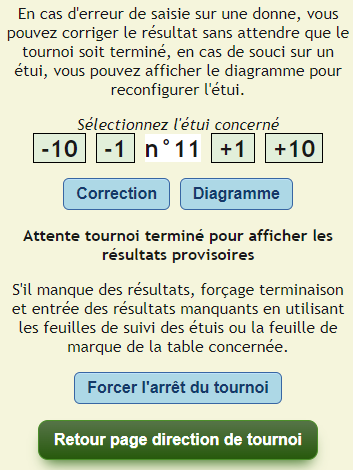 En cas d'erreur de saisie sur une donne, vous
pouvez corriger le résultat sans attendre que le
tournoi soit terminé, en cas de souci sur un
étui, vous pouvez afficher le diagramme pour
reconfigurer l'étui.
Sélectionnez l'étui concerné
-10 -1 n°11 +1 +10
Correction Diagramme
Attente tournoi terminé pour afficher les
résultats provisoires
S'il manque des résultats, forçage terminaison
et entrée des résultats manquants en utilisant
les feuilles de suivi des étuis ou la feuille de
marque de la table concernée.
Forcer l'arrêt du tournoi
Retour page direction de tournoi